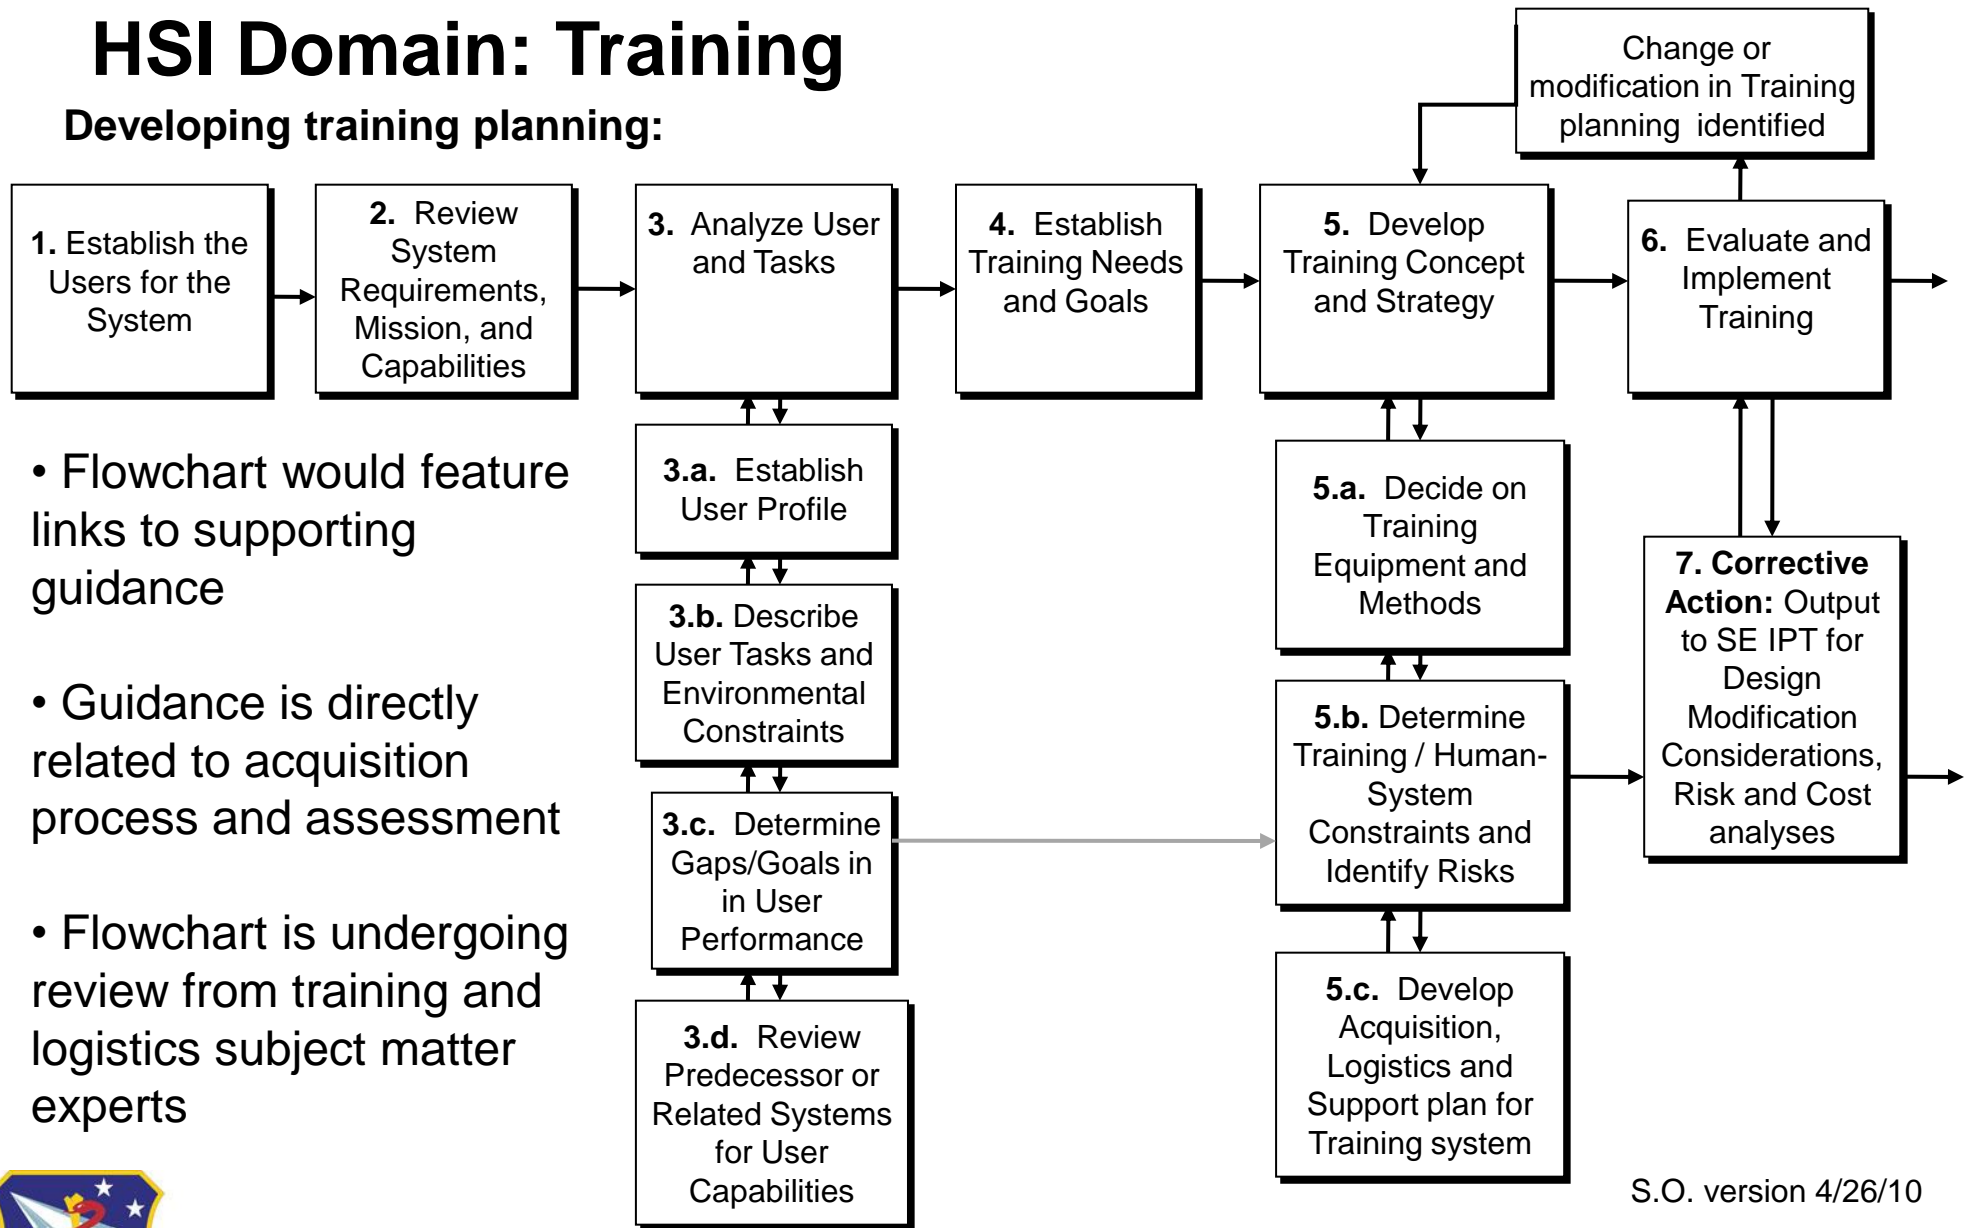 HSI Domain: Training
Developing training planning:
Change or
modification in Training
planning identified
1. Establish the
Users for the
System
2. Review
System
Requirements,
Mission, and
Capabilities
3. Analyze User
and Tasks
4. Establish
Training Needs
and Goals
5. Develop
Training Concept
and Strategy
6. Evaluate and
Implement
Training
• Flowchart would feature
links to supporting
guidance
• Guidance is directly
related to acquisition
process and assessment
• Flowchart is undergoing
review from training and
logistics subject matter
experts
3.a. Establish
User Profile
3.b. Describe
User Tasks and
Environmental
Constraints
3.c. Determine
Gaps/Goals in
in User
Performance
3.d. Review
Predecessor or
Related Systems
for User
Capabilities
5.a. Decide on
Training
Equipment and
Methods
5.b. Determine
Training / Human-
System
Constraints and
Identify Risks
5.c. Develop
Acquisition,
Logistics and
Support plan for
Training system
7. Corrective
Action: Output
to SE IPT for
Design
Modification
Considerations,
Risk and Cost
analyses
S.O. version 4/26/10